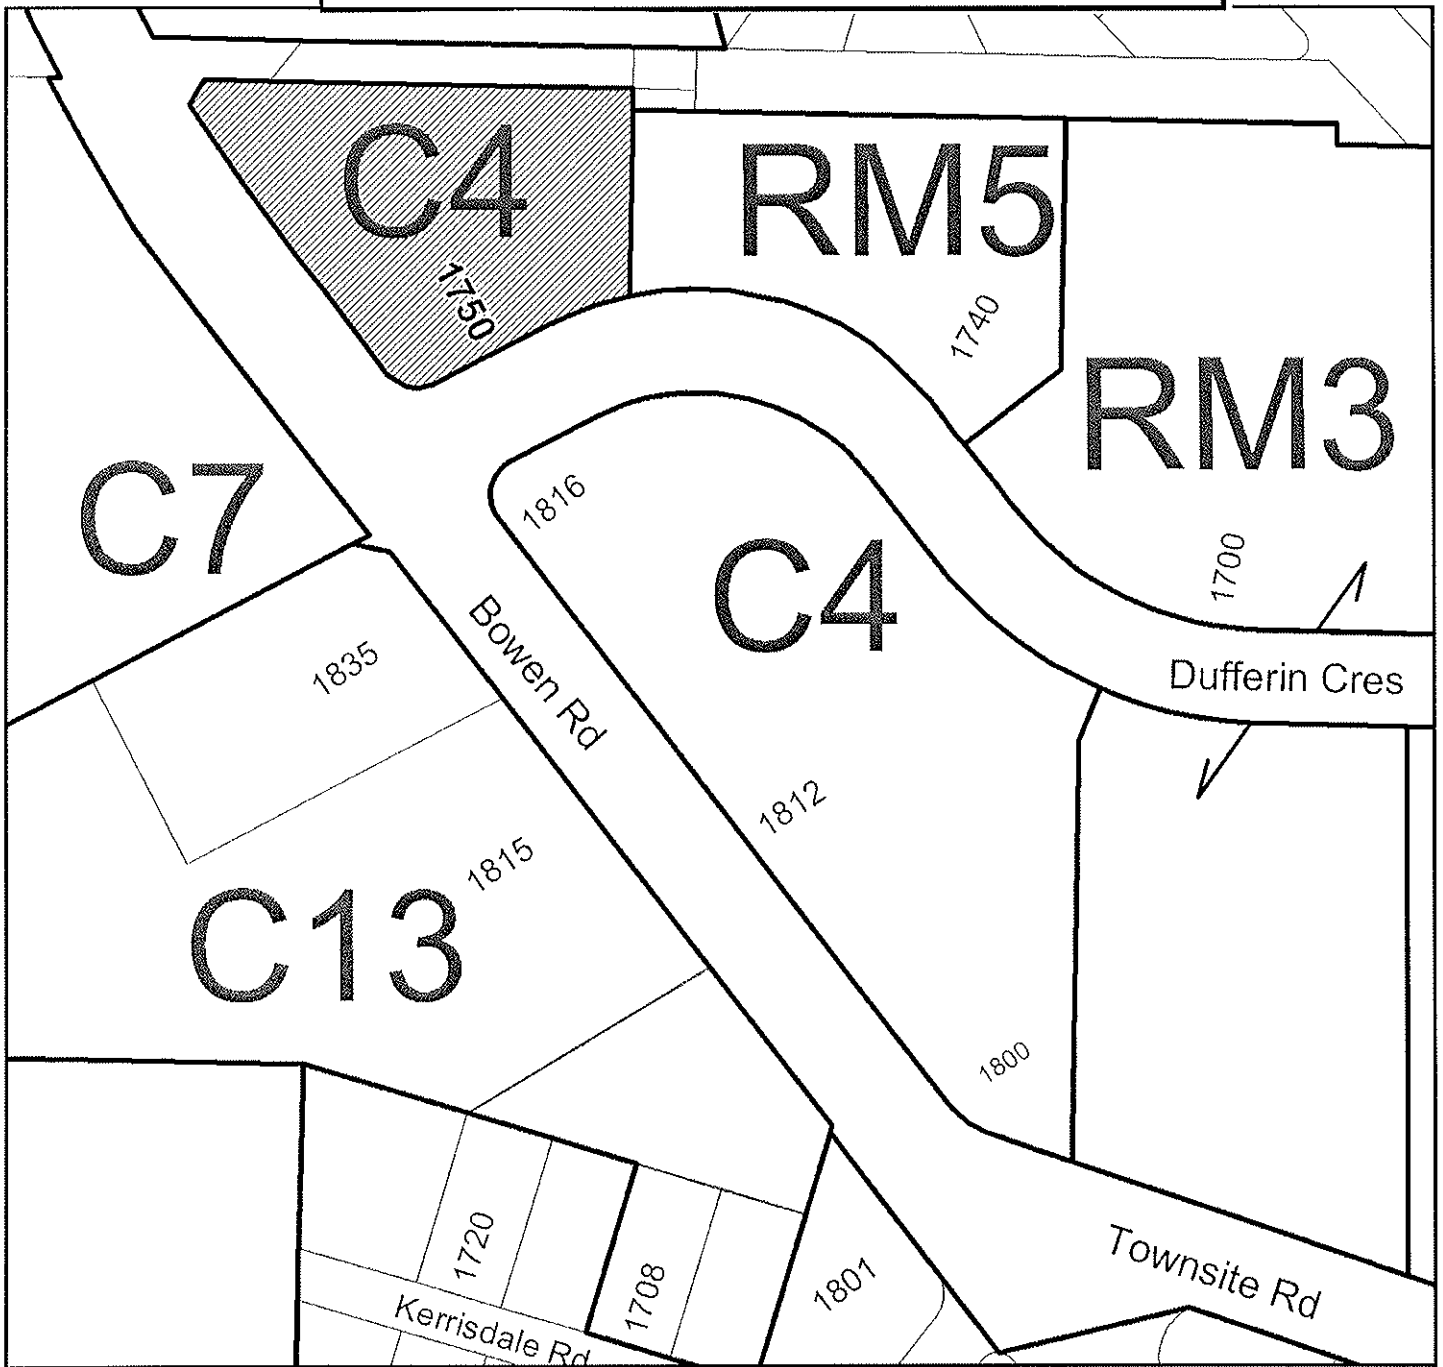 C4
1750
RM5
1740
RM3
1700
C7
1816
C4
Bowen Rd
Dufferin Cres
1835
1812
1815
C13
1800
1720
1708
1801
Kerrisdale Rd
Townsite Rd